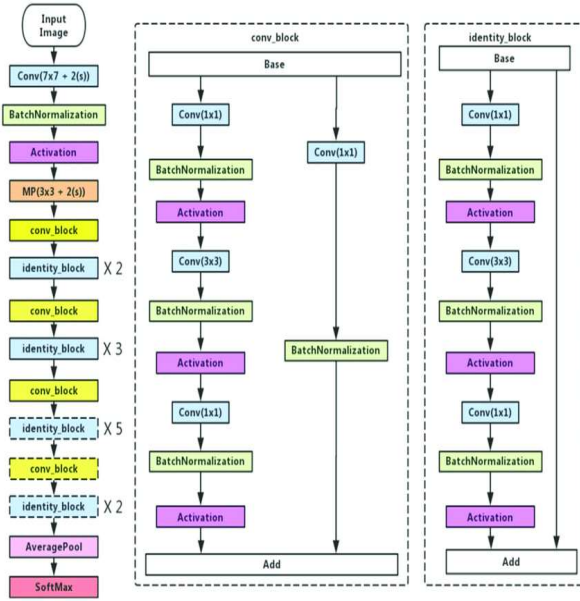 Input
Image
Conv(7x7 + 2(s))
BatchNormalization
Activation
MP(3x3 + 2(s))
conv_block
identity_block X 2
conv_block
identity_block X 3
conv_block
identity_block X 5
conv_block
identity_block X 2
AveragePool
SoftMax
conv_block
Base
Conv(1x1)
BatchNormalization
Activation
Conv(3x3)
BatchNormalization
Activation
Conv(1x1)
BatchNormalization
Activation
Conv(1x1)
BatchNormalization
Add
identity_block
Base
Conv(1x1)
BatchNormalization
Activation
Conv(3x3)
BatchNormalization
Activation
Conv(1x1)
BatchNormalization
Activation
Add